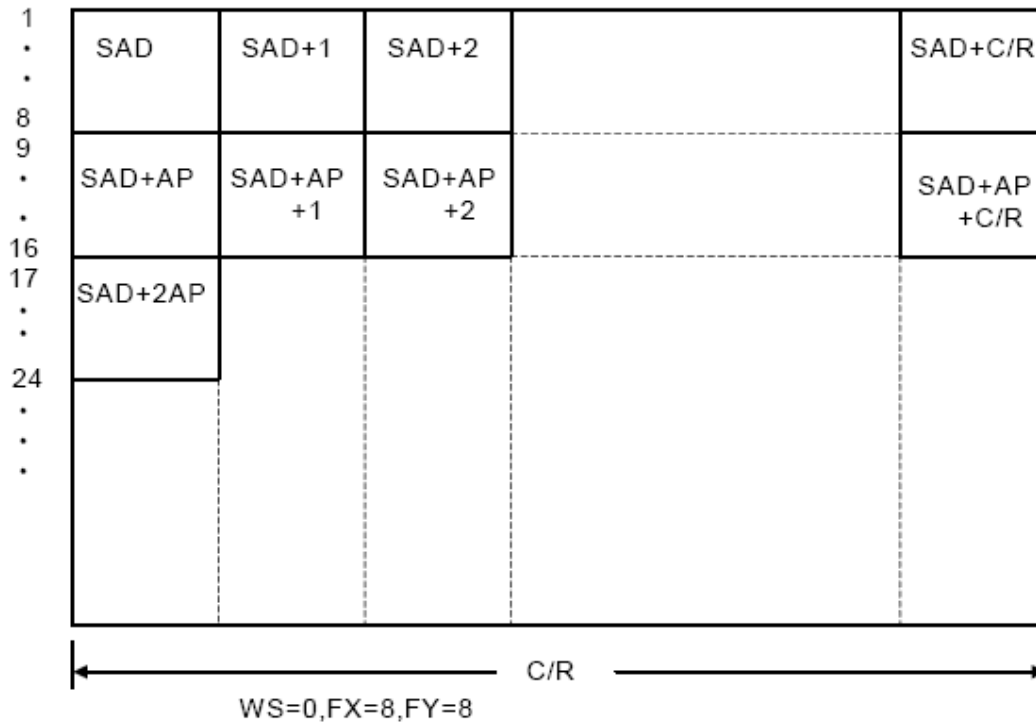 1
8
9
16
17
24
SAD SAD+1 SAD+2 SAD+C/R
SAD+AP SAD+AP +1 SAD+AP +2 SAD+AP +C/R
SAD+2AP
C/R
WS=0,FX=8,FY=8